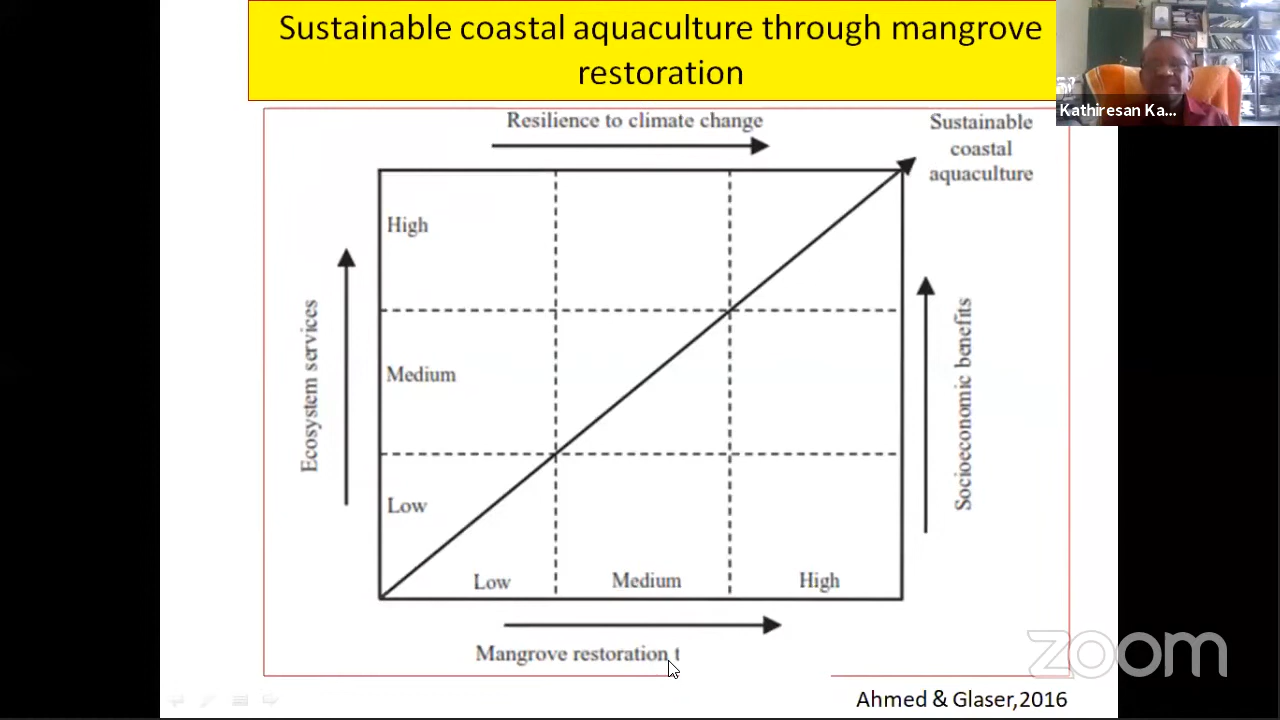 Sustainable coastal aquaculture through mangrove
restoration
Kathiresan Ka...
Resilience to climate change
Sustainable
coastal
aquaculture
High
Medium
Low
Ecosystem services
Socioeconomic benefits
Low Medium High
Mangrove restoration t
zoom
Ahmed & Glaser,2016